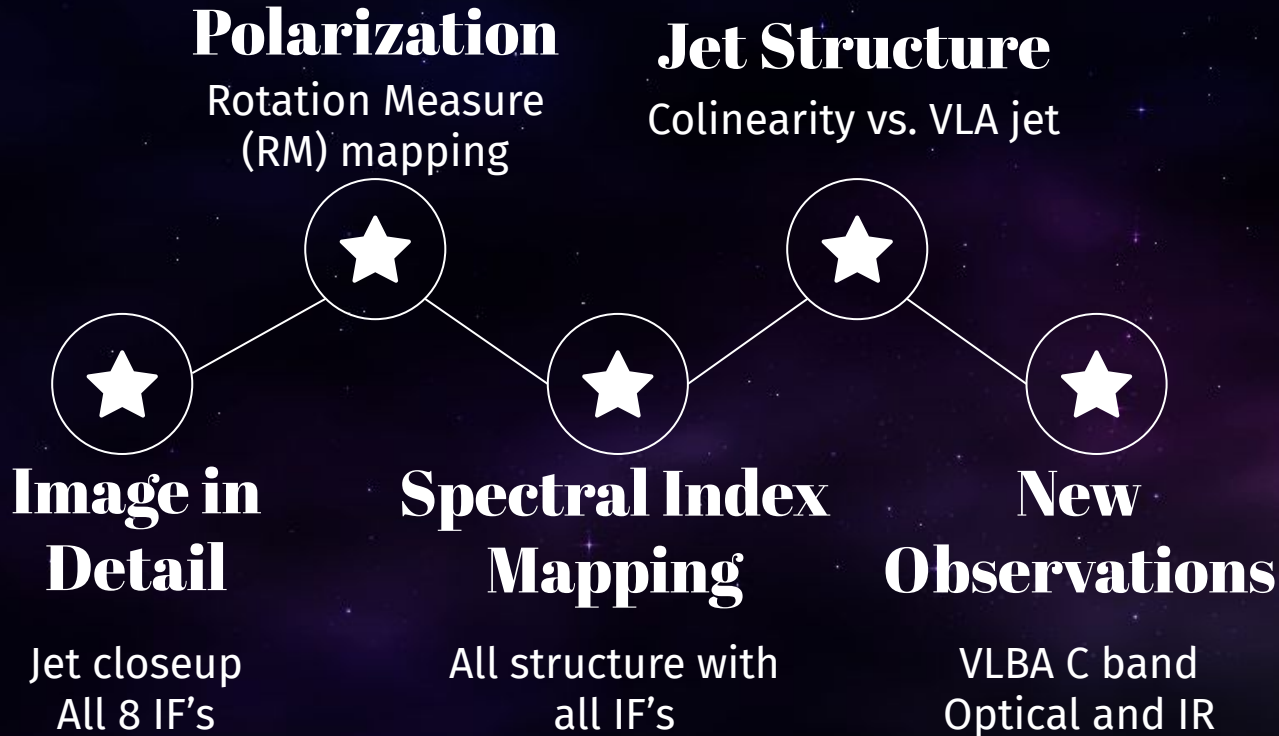 Polarization
Rotation Measure
(RM) mapping
Jet Structure
Colinearity vs. VLA jet
Image in
Detail
Jet closeup
All 8 IF’s
Spectral Index
Mapping
All structure with
all IF’s
New
Observations
VLBA C band
Optical and IR